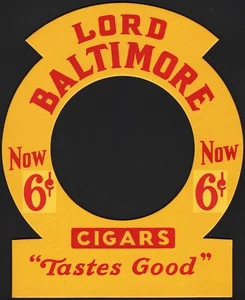 LORD
BALTIMORE
Now 6¢
Now 6¢
CIGARS
"Tastes Good"